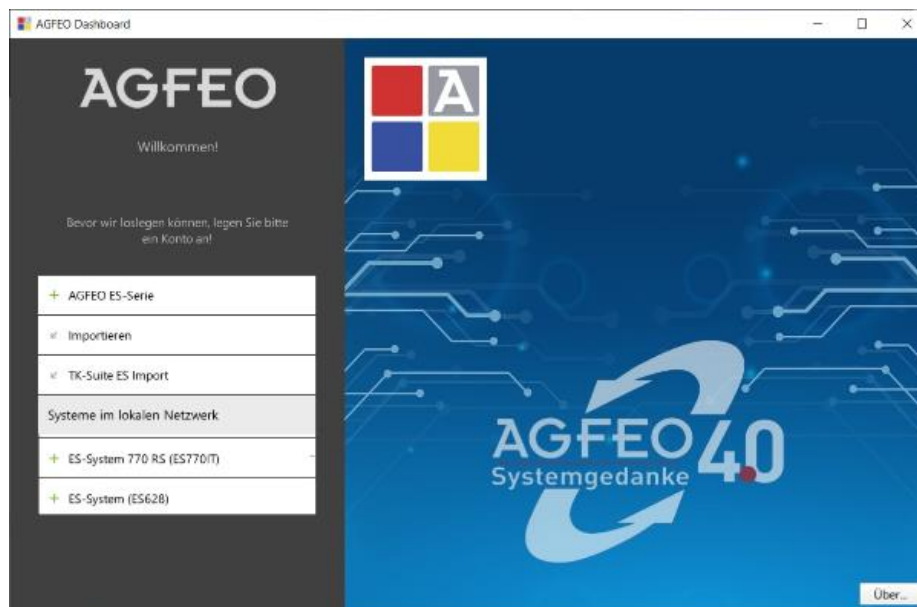 AGFEO Dashboard
AGFEO
Willkommen!
Bevor wir loslegen können, legen Sie bitte
ein Konto an!
AGFEO ES-Serie
Importieren
TK-Suite ES Import
Systeme im lokalen Netzwerk
ES-System 770 RS (ES770IT)
ES-System (ES628)
A
AGFEO 4.0
Systemgedanke
Über...